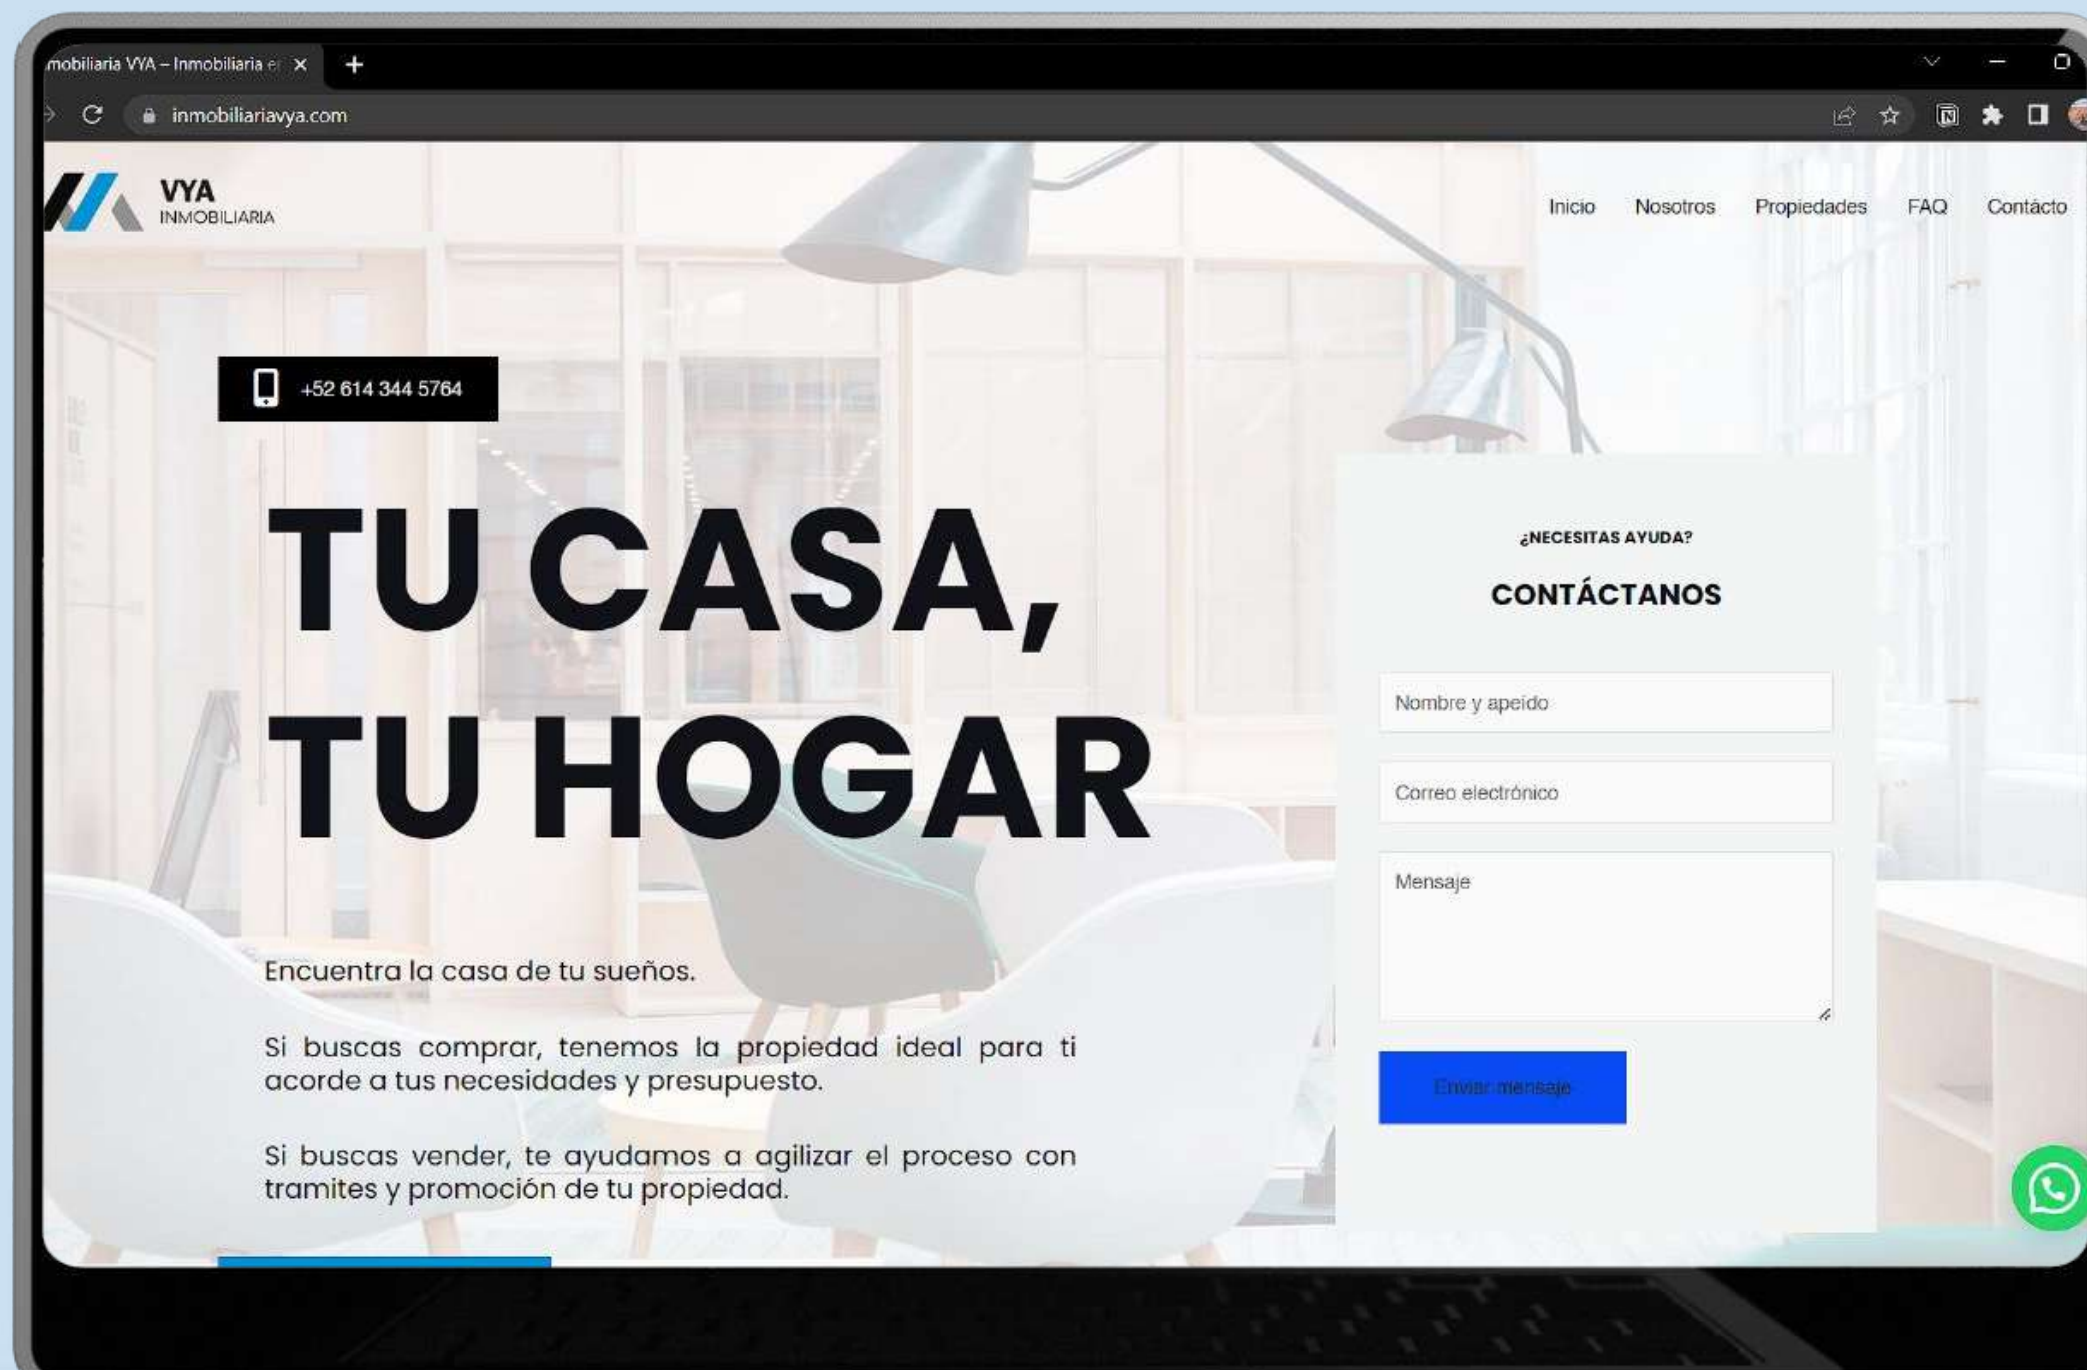 mobiliaria VYA – Inmobiliaria e
inmobiliariavya.com
VYA
INMOBILIARIA
Inicio Nosotros Propiedades FAQ Contácto
+52 614 344 5764
TU CASA,
TU HOGAR
Encuentra la casa de tu sueños.
Si buscas comprar, tenemos la propiedad ideal para ti
acorde a tus necesidades y presupuesto.
Si buscas vender, te ayudamos a agilizar el proceso con
tramites y promoción de tu propiedad.
¿NECESITAS AYUDA?
CONTÁCTANOS
Nombre y apeído
Correo electrónico
Mensaje
Enviar mensaje